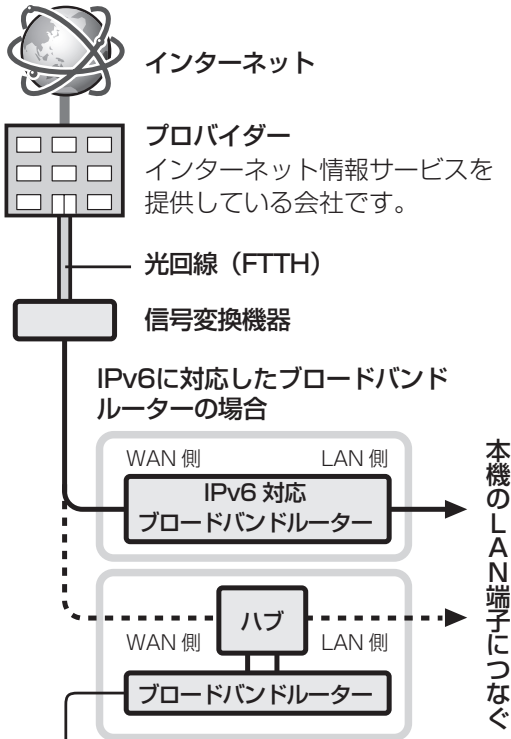 インターネット
プロバイダー
インターネット情報サービスを
提供している会社です。
光回線（FTTH）
信号変換機器
IPv6に対応したブロードバンド
ルーターの場合
WAN 側
LAN 側
IPv6 対応
ブロードバンドルーター
ハブ
WAN 側
LAN 側
ブロードバンドルーター
本機のLAN端子につなぐ